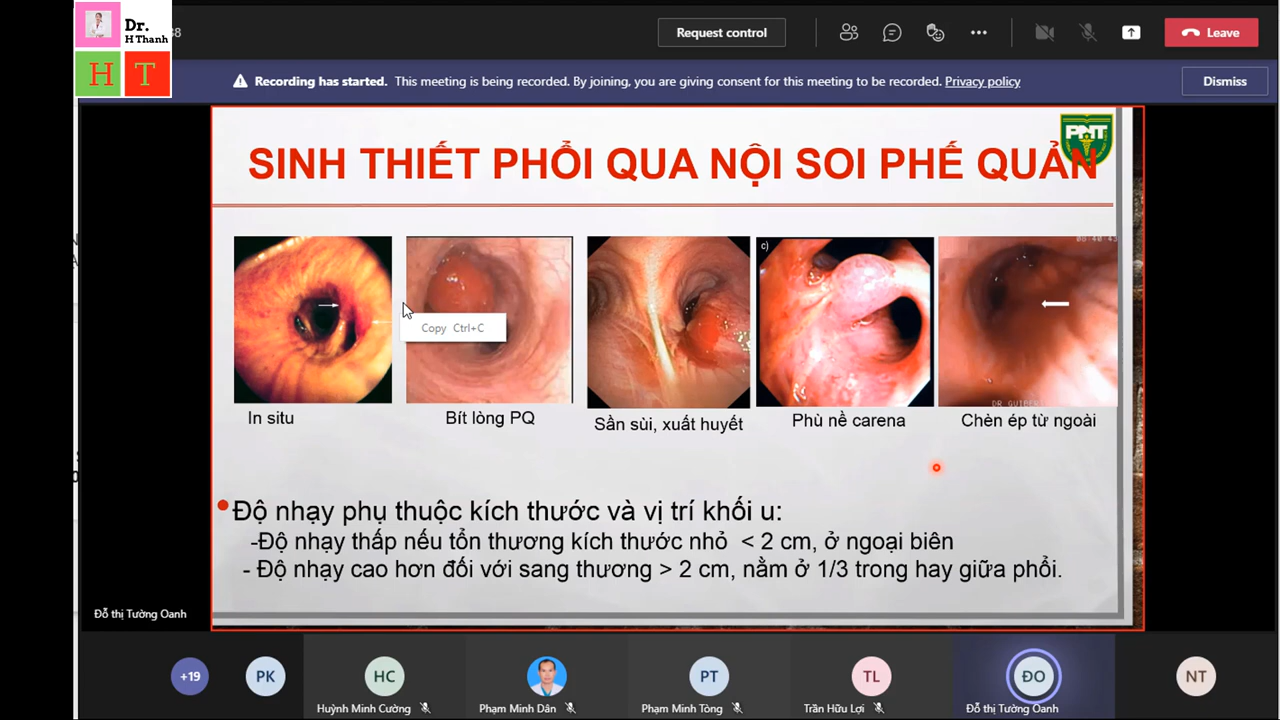 Dr.
H Thanh
H T
38
Request control
Leave
Recording has started. This meeting is being recorded. By joining, you are giving consent for this meeting to be recorded. Privacy policy
Dismiss
PNT
SINH THIẾT PHỔI QUA NỘI SOI PHẾ QUẢN
c)
08:40:43
Copy Ctrl+C
In situ
Bít lòng PQ
Sần sùi, xuất huyết
Phù nề carena
Chèn ép từ ngoài
Độ nhạy phụ thuộc kích thước và vị trí khối u:
-Độ nhạy thấp nếu tổn thương kích thước nhỏ < 2 cm, ở ngoại biên
- Độ nhạy cao hơn đối với sang thương > 2 cm, nằm ở 1/3 trong hay giữa phổi.
Đỗ thị Tường Oanh
+19
PK
HC
PT
TL
ĐO
NT
Huỳnh Minh Cường
Phạm Minh Dân
Phạm Minh Tòng
Trần Hữu Lợi
Đỗ thị Tường Oanh